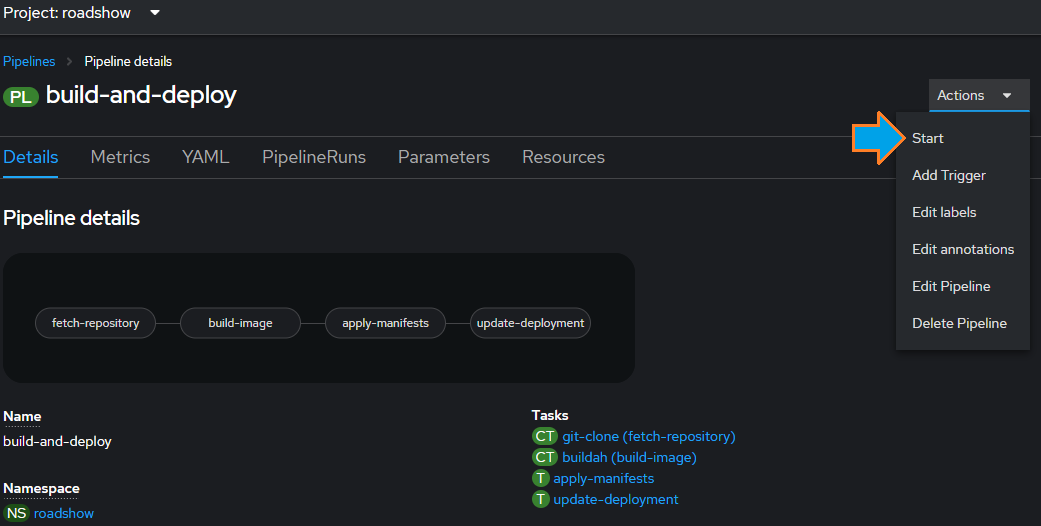 Project: roadshow
Pipelines Pipeline details
PL build-and-deploy
Actions
Start
Add Trigger
Edit labels
Edit annotations
Edit Pipeline
Delete Pipeline
Details Metrics YAML PipelineRuns Parameters Resources
Pipeline details
fetch-repository build-image apply-manifests update-deployment
Name
build-and-deploy
Namespace
NS roadshow
Tasks
CT git-clone (fetch-repository)
CT buildah (build-image)
T apply-manifests
T update-deployment